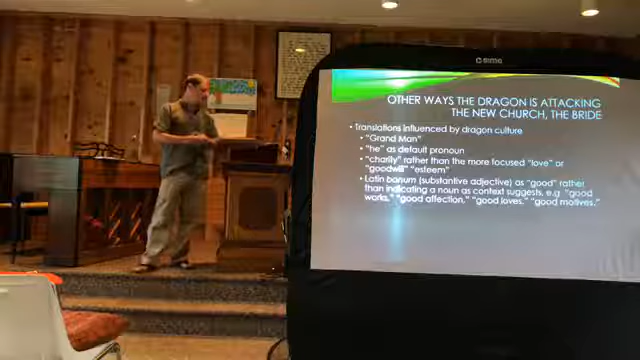 OTHER WAYS THE DRAGON IS ATTACKING
THE NEW CHURCH, THE BRIDE
• Translations influenced by dragon culture
• "Grand Man"
• "he" as default pronoun
• "charity" rather than the more focused "love" or
"goodwill" "esteem"
• Latin bonum (substantive adjective) as "good" rather
than indicating a noun as context suggests, e.g "good
works," "good affection," "good loves," "good motives."